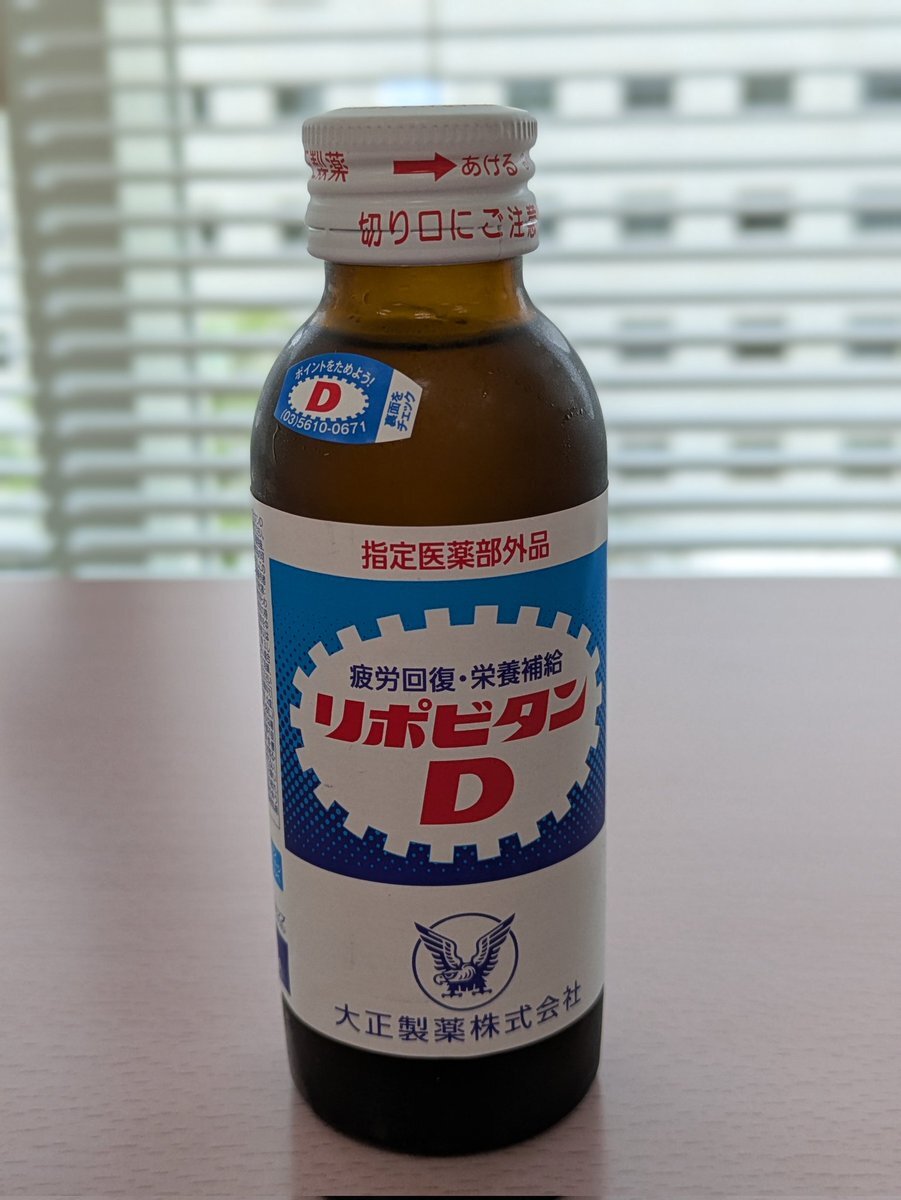 製薬 → あける
切り口にご注意
ポイントをためよう!
D
(03)5610-0671
裏面を
チェック
指定医薬部外品
疲労回復・栄養補給
リポビタン
D
大正製薬株式会社